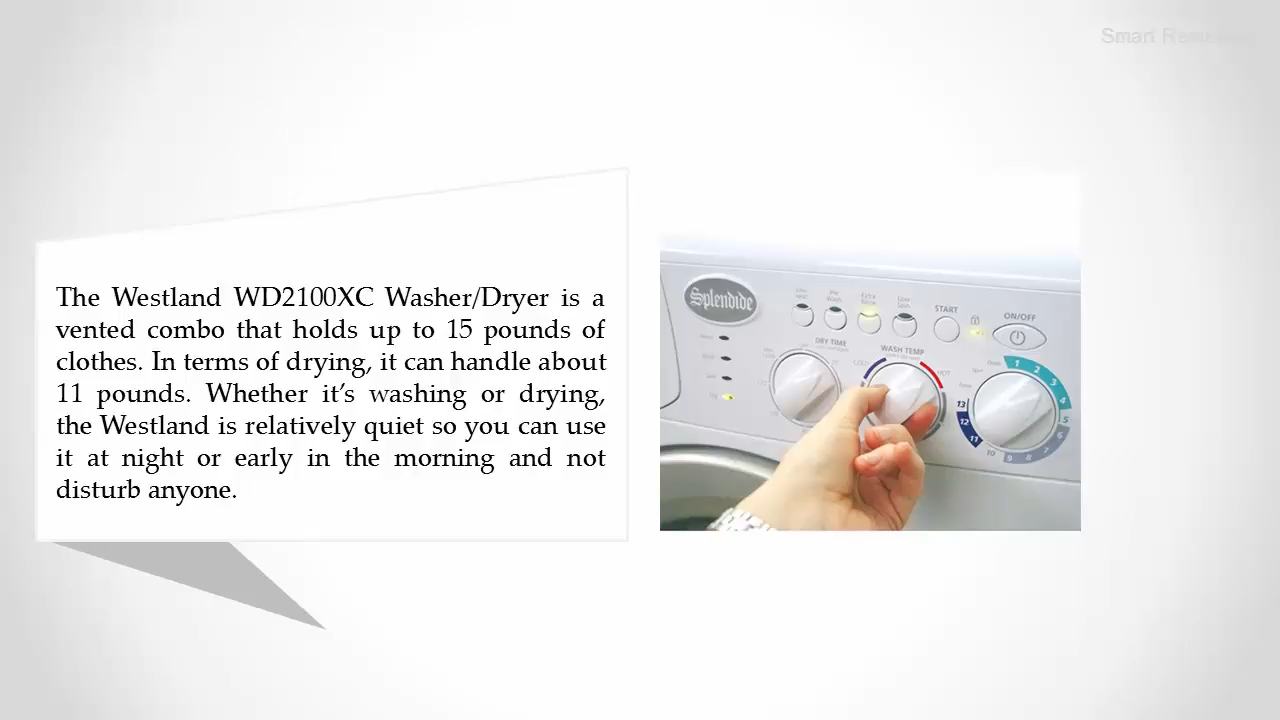 Smart
The Westland WD2100XC Washer/Dryer is a
vented combo that holds up to 15 pounds of
clothes. In terms of drying, it can handle about
11 pounds. Whether it’s washing or drying,
the Westland is relatively quiet so you can use
it at night or early in the morning and not
disturb anyone.
Splendide
Extra
START
ON/OFF
DRY TIME
WASH TEMP
COLD
HOT
1
2
3
4
5
6
7
8
9
10
11
12
13